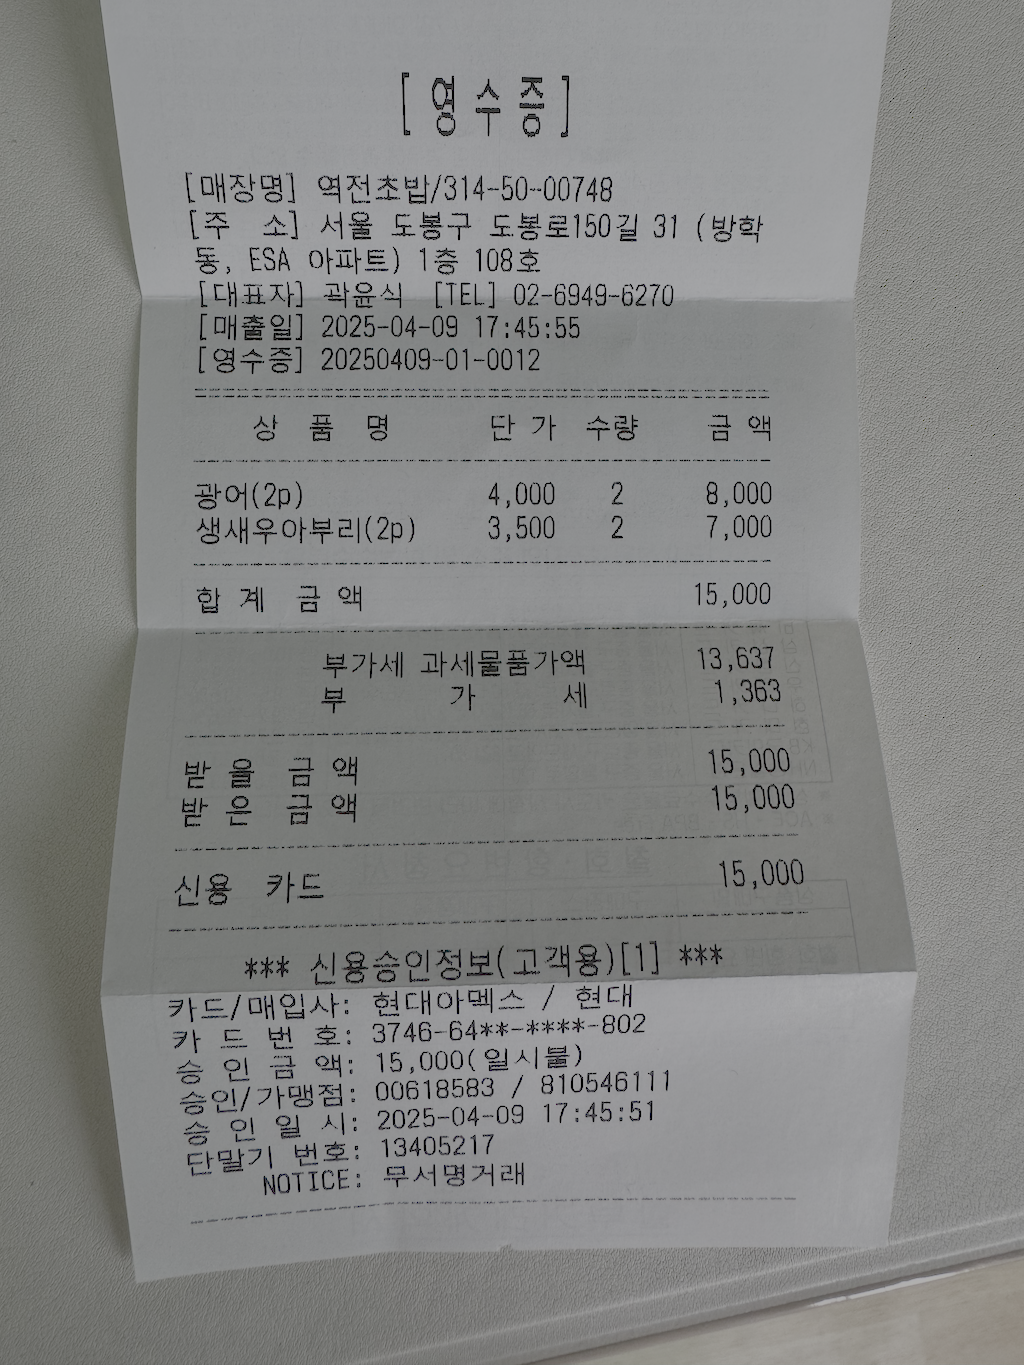 [영수증]
[매장명] 역전초밥/314-50-00748
[주 소] 서울 도봉구 도봉로150길 31 (방학
동, ESA 아파트) 1층 108호
[대표자] 곽윤식 [TEL] 02-6949-6270
[매출일] 2025-04-09 17:45:55
[영수증] 20250409-01-0012
상 품 명 단 가 수량 금 액
광어(2p) 4,000 2 8,000
생새우아부리(2p) 3,500 2 7,000
합 계 금 액 15,000
부가세 과세물품가액 13,637
부 가 세 1,363
받 을 금 액 15,000
받 은 금 액 15,000
신용 카드 15,000
*** 신용승인정보(고객용)[1] ***
카드/매입사: 현대아멕스 / 현대
카 드 번 호: 3746-64**-****-802
승 인 금 액: 15,000(일시불)
승인/가맹점: 00618583 / 810546111
승 인 일 시: 2025-04-09 17:45:51
단말기 번호: 13405217
NOTICE: 무서명거래